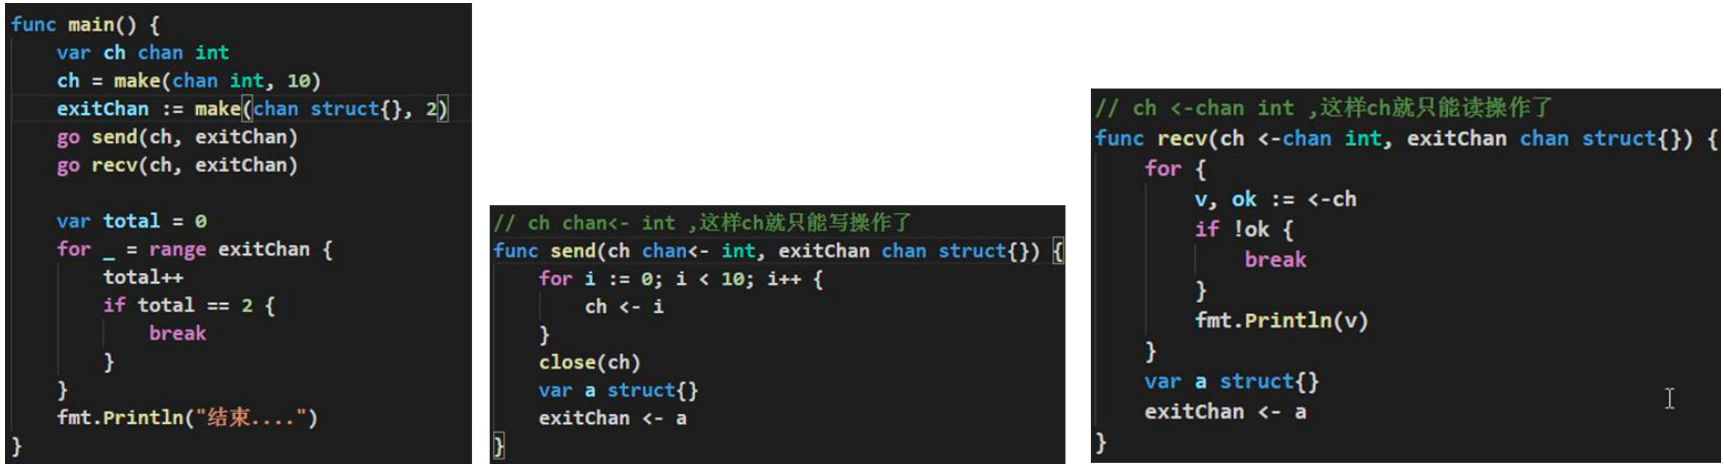 func main() {
    var ch chan int
    ch = make(chan int, 10)
    exitChan := make(chan struct{}, 2)
    go send(ch, exitChan)
    go recv(ch, exitChan)

    var total = 0
    for _ = range exitChan {
        total++
        if total == 2 {
            break
        }
    }
    fmt.Println("结束....")
}
// ch chan<- int ,这样ch就只能写操作了
func send(ch chan<- int, exitChan chan struct{}) {
    for i := 0; i < 10; i++ {
        ch <- i
    }
    close(ch)
    var a struct{}
    exitChan <- a
}
// ch <-chan int ,这样ch就只能读操作了
func recv(ch <-chan int, exitChan chan struct{}) {
    for {
        v, ok := <-ch
        if !ok {
            break
        }
        fmt.Println(v)
    }
    var a struct{}
    exitChan <- a
}